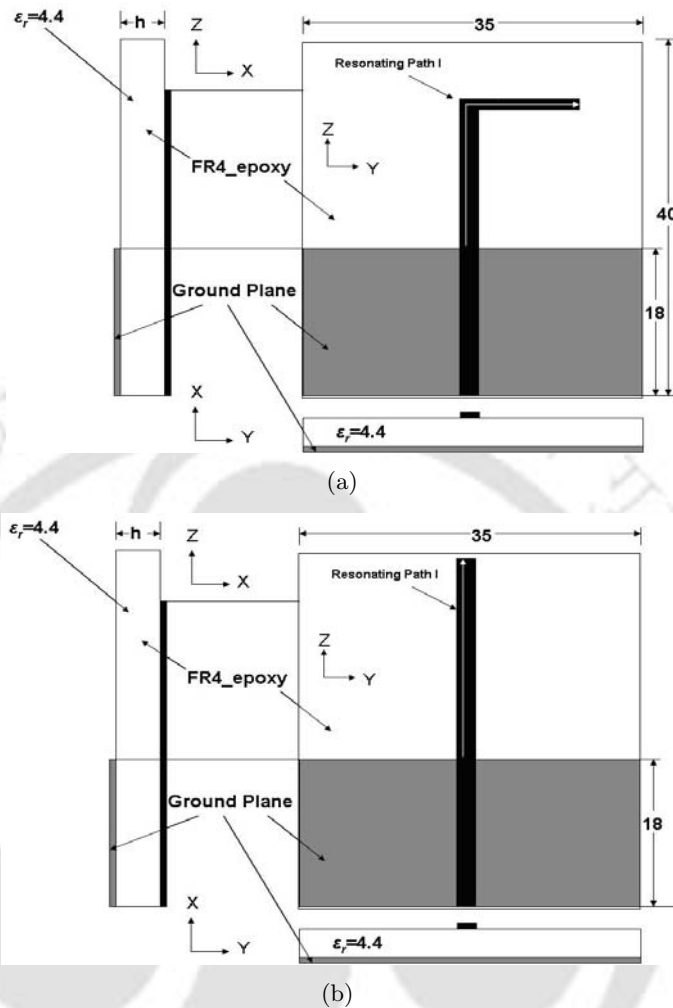 εr=4.4
h
35
Z
X
Resonating Path I
Z
Y
FR4_epoxy
40
Ground Plane
18
X
Y
εr=4.4
(a)
εr=4.4
h
35
Z
X
Resonating Path I
Z
Y
FR4_epoxy
Ground Plane
18
X
Y
εr=4.4
(b)